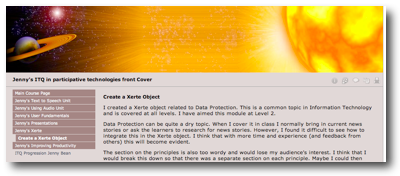 Jenny's ITQ in participative technologies front Cover
Main Course Page
Jenny's Text to Speech Unit
Jenny's Using Audio Unit
Jenny's User Fundamentals
Jenny's Presentations
Jenny's Xerte
Create a Xerte Object
Jenny's Improving Productivity
ITQ Progression Jenny Bean
Create a Xerte Object
I created a Xerte object related to Data Protection. This is a common topic in Information Technology
and is covered at all levels. I have aimed this module at Level 2.
Data Protection can be quite a dry topic. When I cover it in class I normally bring in current news
stories or ask the learners to research for news stories. However, I found it difficult to see how to
integrate this in the Xerte object. I think that with more time and experience (and feedback from
others) this will become evident.
The section on the principles is also too wordy and would lose my audience's interest. I think that I
would break this down so that there was a separate section on each principle. Maybe I could then